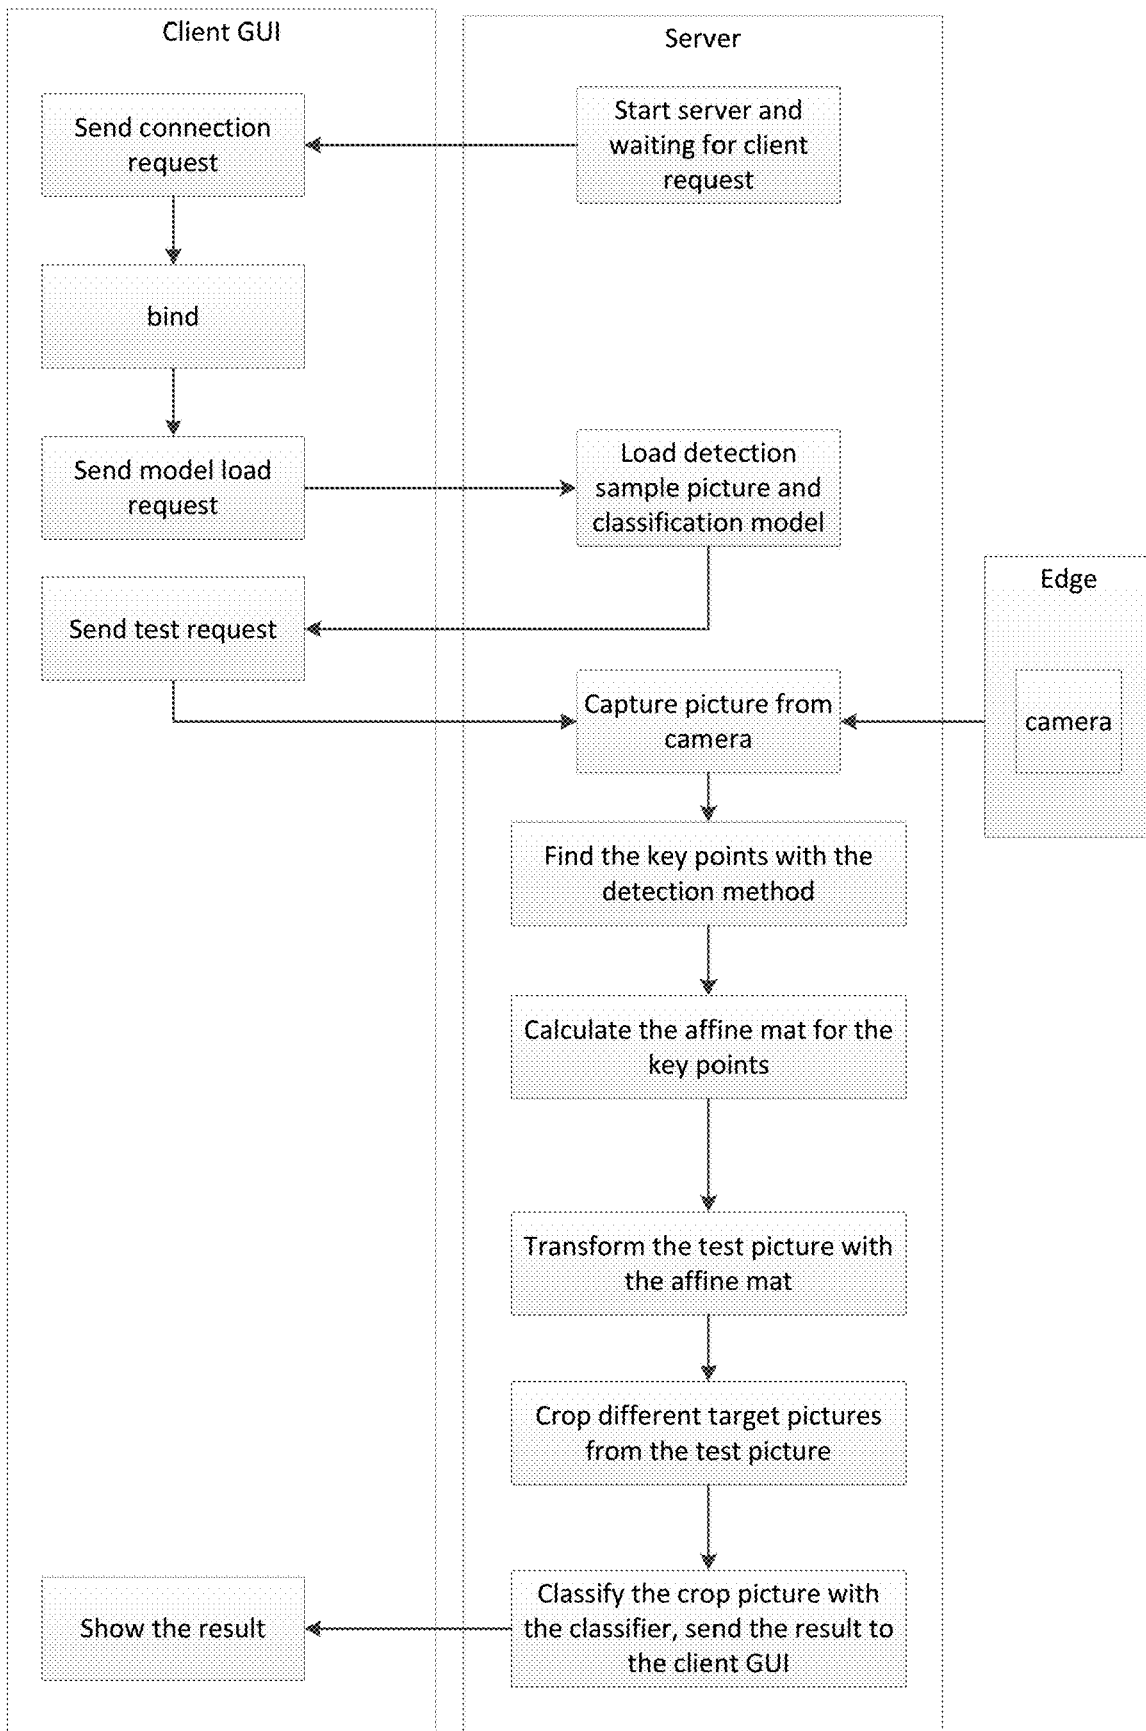 Client GUI
Server
Send connection
request
Start server and
waiting for client
request
bind
Send model load
request
Load detection
sample picture and
classification model
Edge
camera
Send test request
Capture picture from
camera
Find the key points with the
detection method
Calculate the affine mat for the
key points
Transform the test picture with
the affine mat
Crop different target pictures
from the test picture
Classify the crop picture with
the classifier, send the result to
the client GUI
Show the result